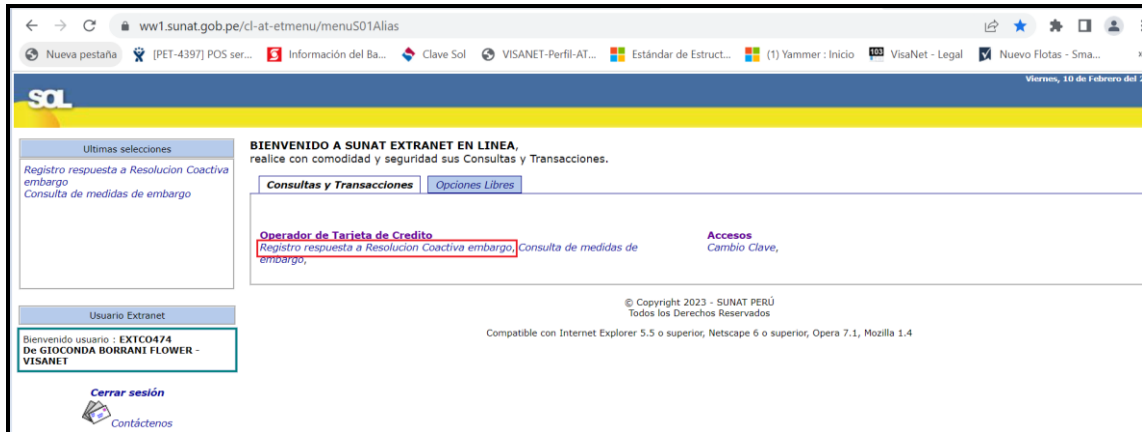 ww1.sunat.gob.pe/cl-at-etmenu/menuS01Alias
Nueva pestaña [PET-4397] POS ser... Información del Ba... Clave Sol VISANET-Perfil-AT... Estándar de Estruct... (1) Yammer : Inicio VisaNet - Legal Nuevo Flotas - Sma...
Viernes, 10 de Febrero del
SOL
Ultimas selecciones
Registro respuesta a Resolucion Coactiva
embargo
Consulta de medidas de embargo
BIENVENIDO A SUNAT EXTRANET EN LINEA,
realice con comodidad y seguridad sus Consultas y Transacciones.
Consultas y Transacciones Opciones Libres
Operador de Tarjeta de Credito
Registro respuesta a Resolucion Coactiva embargo, Consulta de medidas de
embargo,
Accesos
Cambio Clave,
Usuario Extranet
Bienvenido usuario : EXTCO474
De GIOCONDA BORRANI FLOWER -
VISANET
Cerrar sesión
Contáctenos
© Copyright 2023 - SUNAT PERÚ
Todos los Derechos Reservados
Compatible con Internet Explorer 5.5 o superior, Netscape 6 o superior, Opera 7.1, Mozilla 1.4